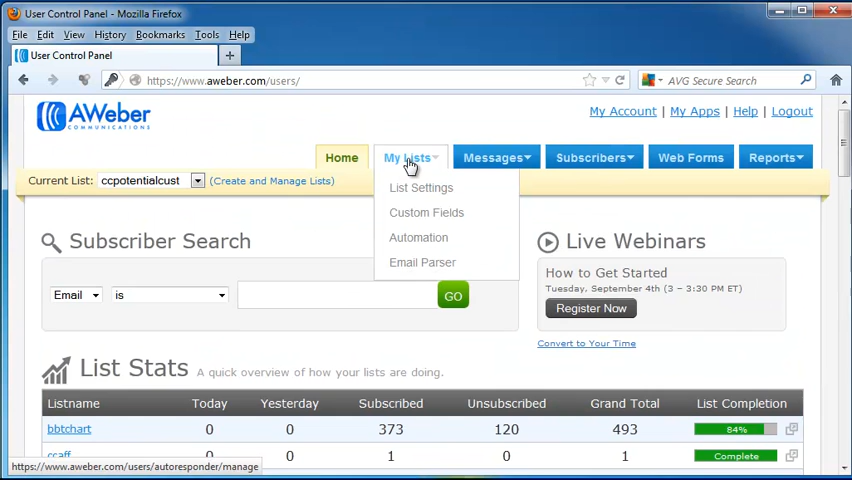 User Control Panel - Mozilla Firefox
File Edit View History Bookmarks Tools Help
User Control Panel
https://www.aweber.com/users/
AVG Secure Search
AWeber
COMMUNICATIONS
My Account | My Apps | Help | Logout
Home My Lists Messages Subscribers Web Forms Reports
Current List: ccpotentialcust (Create and Manage Lists)
List Settings
Custom Fields
Automation
Email Parser
Subscriber Search
Email is GO
Live Webinars
How to Get Started
Tuesday, September 4th (3 – 3:30 PM ET)
Register Now
Convert to Your Time
List Stats A quick overview of how your lists are doing.
Listname Today Yesterday Subscribed Unsubscribed Grand Total List Completion
bbtchart 0 0 373 120 493 84%
ccaff 0 0 1 0 1 Complete
https://www.aweber.com/users/autoresponder/manage